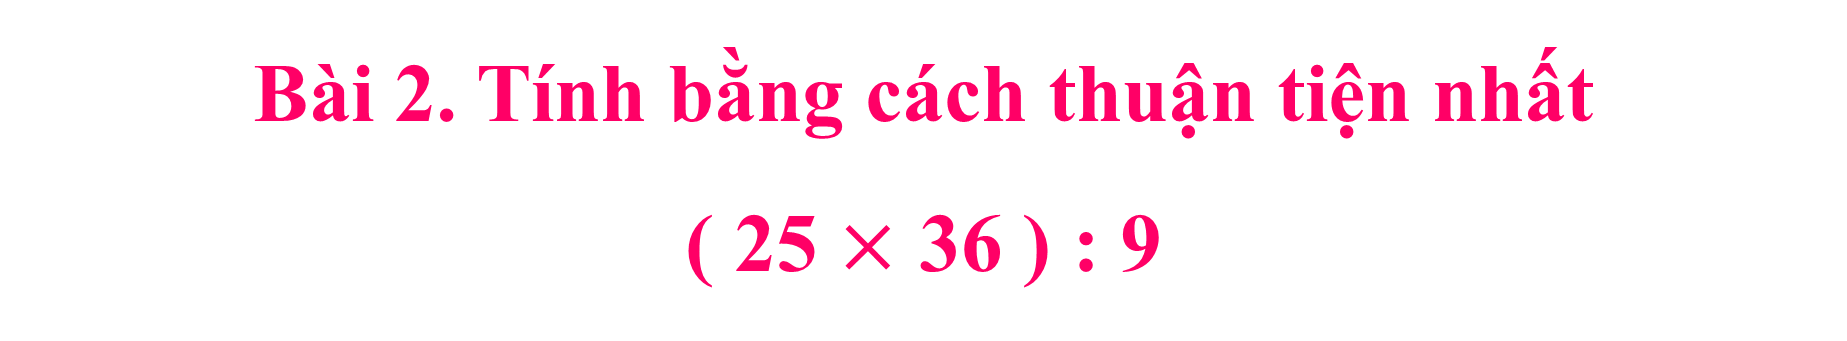 Bài 2. Tính bằng cách thuận tiện nhất
( 25 × 36 ) : 9